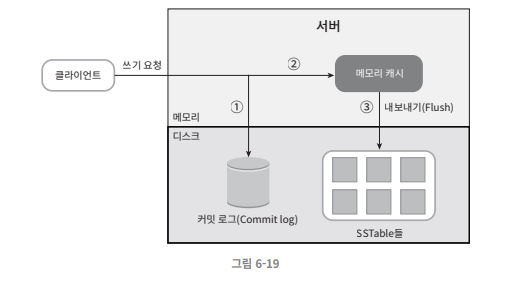 서버
클라이언트
쓰기 요청
②
메모리 캐시
①
③
내보내기(Flush)
메모리
디스크
커밋 로그(Commit log)
SSTable들
그림 6-19